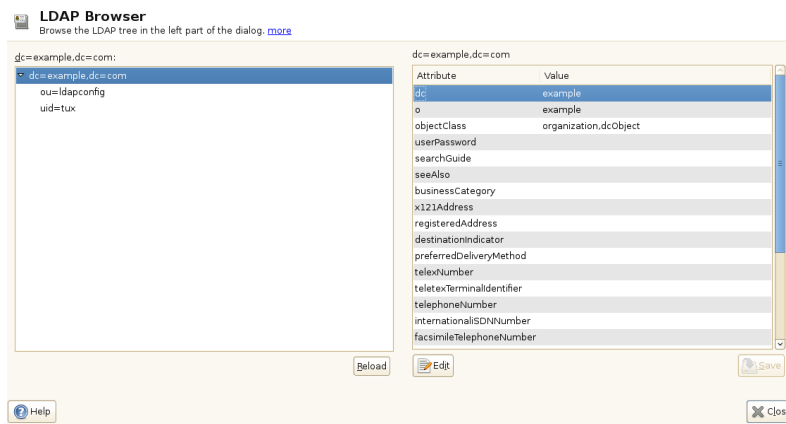 LDAP Browser
Browse the LDAP tree in the left part of the dialog. more
dc=example,dc=com:
dc=example,dc=com
ou=ldapconfig
uid=tux
Reload
dc=example,dc=com
Attribute Value
dc example
o example
objectClass organization,dcObject
userPassword
searchGuide
seeAlso
businessCategory
x121Address
registeredAddress
destinationIndicator
preferredDeliveryMethod
telexNumber
teletexTerminalIdentifier
telephoneNumber
internationaliSDNNumber
facsimileTelephoneNumber
Edit Save
Help Clos